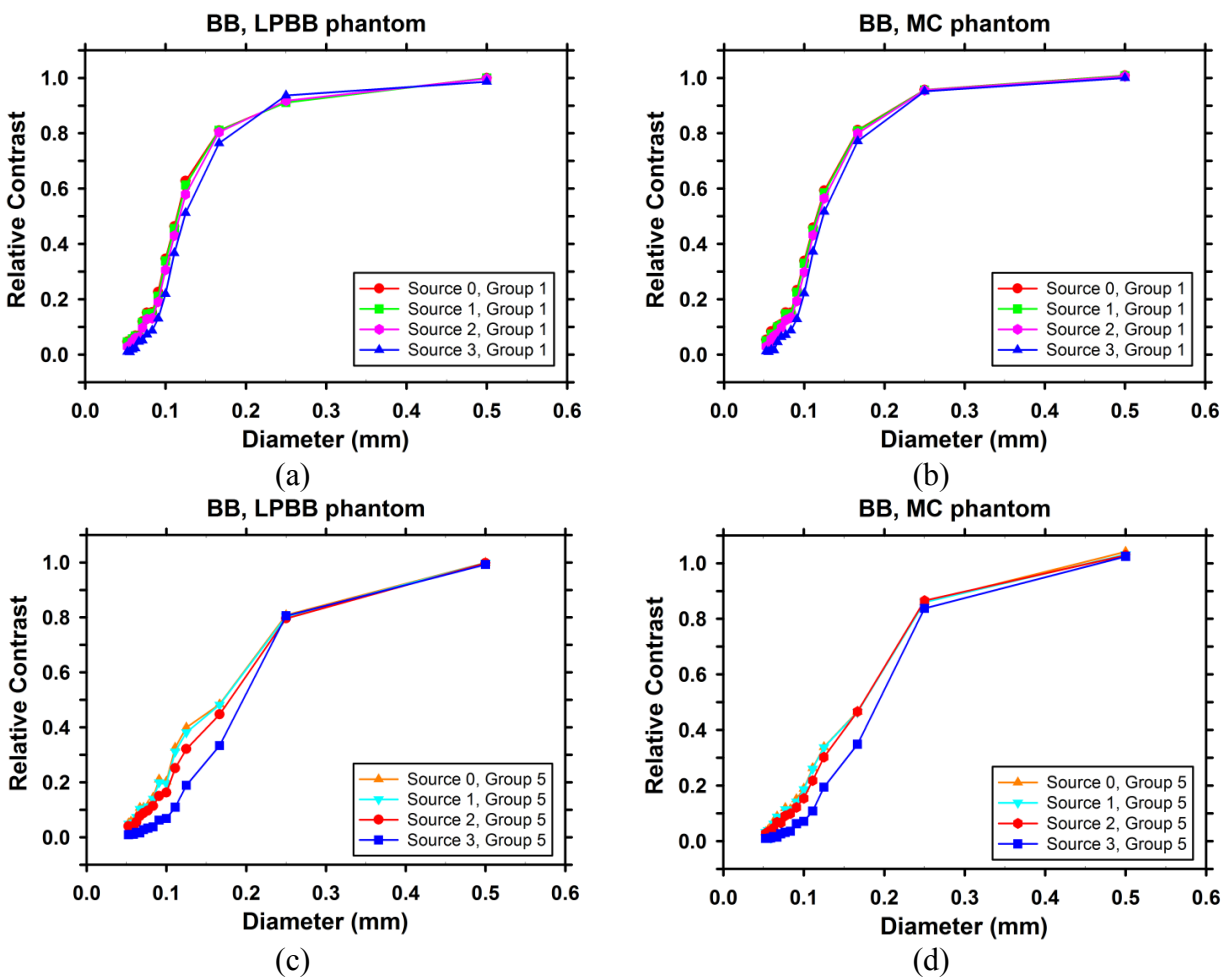 BB, LPBB phantom
Relative Contrast
1.0
0.8
0.6
0.4
0.2
0.0
Source 0, Group 1
Source 1, Group 1
Source 2, Group 1
Source 3, Group 1
0.0 0.1 0.2 0.3 0.4 0.5 0.6
Diameter (mm)
(a)
BB, MC phantom
Relative Contrast
1.0
0.8
0.6
0.4
0.2
0.0
Source 0, Group 1
Source 1, Group 1
Source 2, Group 1
Source 3, Group 1
0.0 0.1 0.2 0.3 0.4 0.5 0.6
Diameter (mm)
(b)
BB, LPBB phantom
Relative Contrast
1.0
0.8
0.6
0.4
0.2
0.0
Source 0, Group 5
Source 1, Group 5
Source 2, Group 5
Source 3, Group 5
0.0 0.1 0.2 0.3 0.4 0.5 0.6
Diameter (mm)
(c)
BB, MC phantom
Relative Contrast
1.0
0.8
0.6
0.4
0.2
0.0
Source 0, Group 5
Source 1, Group 5
Source 2, Group 5
Source 3, Group 5
0.0 0.1 0.2 0.3 0.4 0.5 0.6
Diameter (mm)
(d)